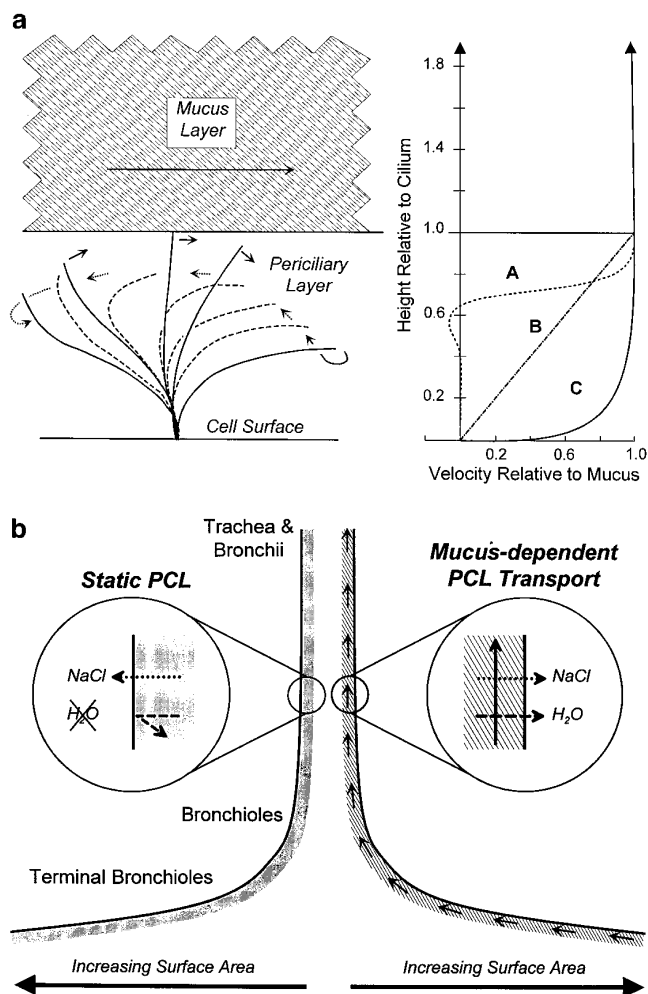 a
Mucus
Layer
Periciliary
Layer
Cell Surface
Height Relative to Cilium
1.8
1.4
1.0
0.6
0.2
A
B
C
0.2
0.6
1.0
Velocity Relative to Mucus
b
Trachea &
Bronchii
Static PCL
NaCl
H2O
Mucus-dependent
PCL Transport
NaCl
H2O
Bronchioles
Terminal Bronchioles
Increasing Surface Area
Increasing Surface Area